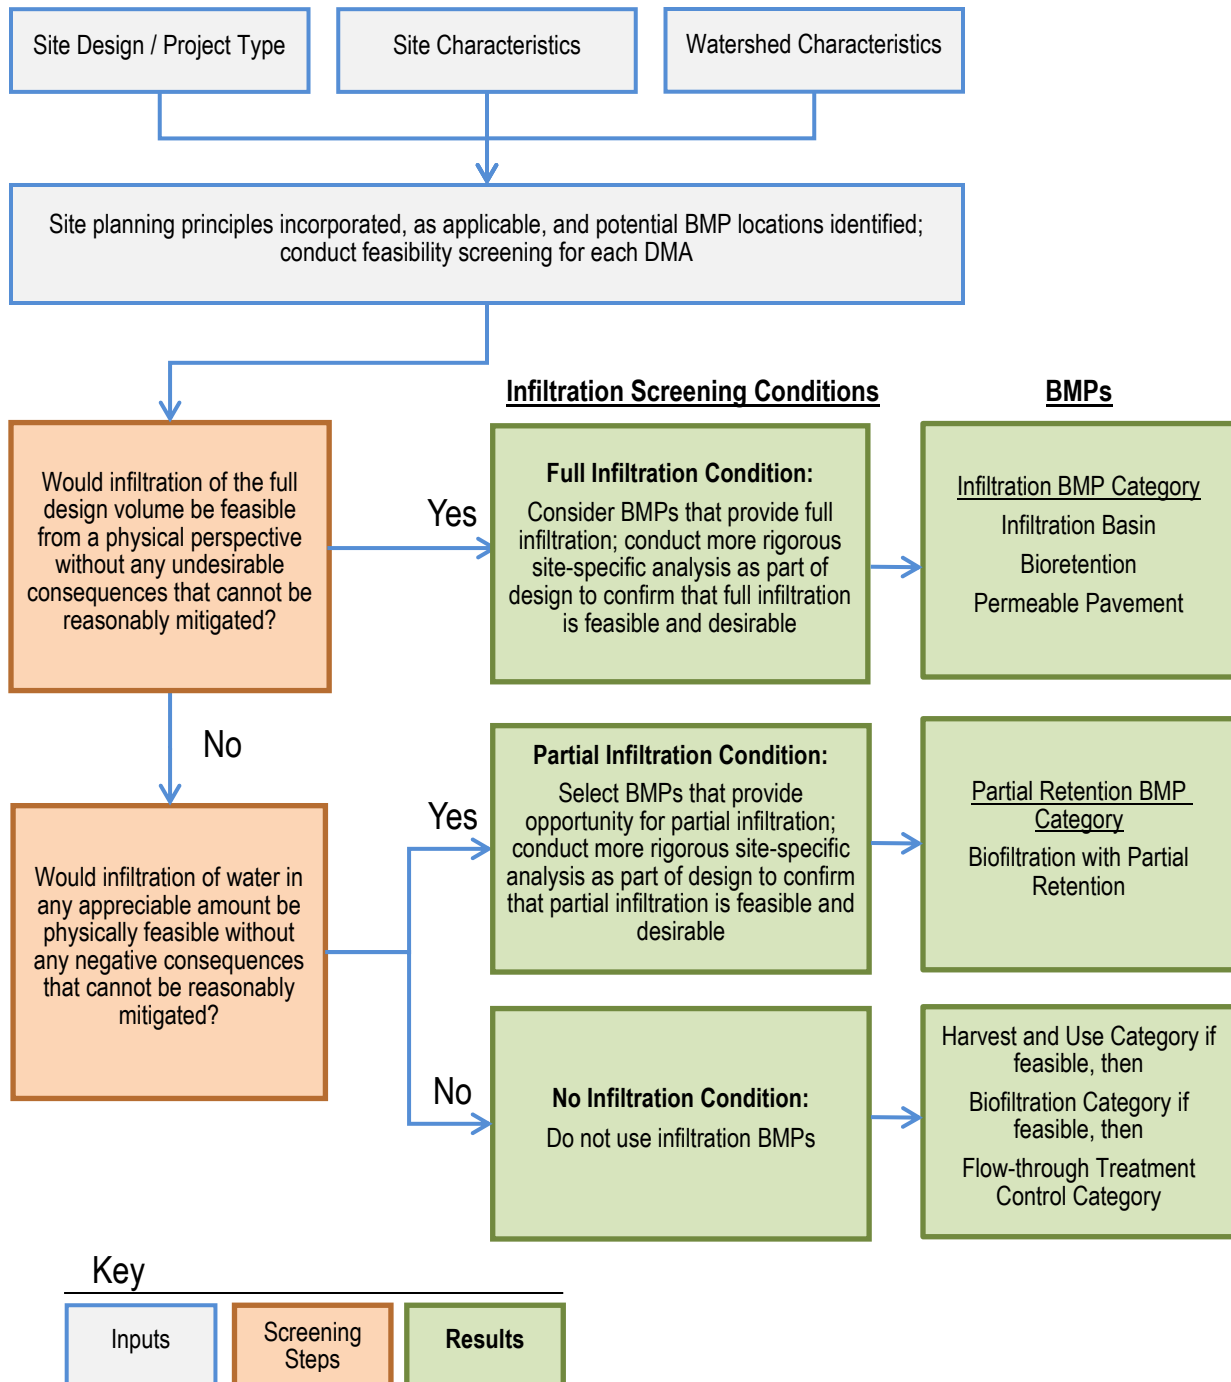 Site Design / Project Type
Site Characteristics
Watershed Characteristics
Site planning principles incorporated, as applicable, and potential BMP locations identified;
conduct feasibility screening for each DMA
Infiltration Screening Conditions
BMPs
Would infiltration of the full
design volume be feasible
from a physical perspective
without any undesirable
consequences that cannot be
reasonably mitigated?
Yes
Full Infiltration Condition:
Consider BMPs that provide full
infiltration; conduct more rigorous
site-specific analysis as part of
design to confirm that full infiltration
is feasible and desirable
Infiltration BMP Category
Infiltration Basin
Bioretention
Permeable Pavement
No
Would infiltration of water in
any appreciable amount be
physically feasible without
any negative consequences
that cannot be reasonably
mitigated?
Yes
Partial Infiltration Condition:
Select BMPs that provide
opportunity for partial infiltration;
conduct more rigorous site-specific
analysis as part of design to confirm
that partial infiltration is feasible and
desirable
Partial Retention BMP
Category
Biofiltration with Partial
Retention
No
No Infiltration Condition:
Do not use infiltration BMPs
Harvest and Use Category if
feasible, then
Biofiltration Category if
feasible, then
Flow-through Treatment
Control Category
Key
Inputs
Screening
Steps
Results